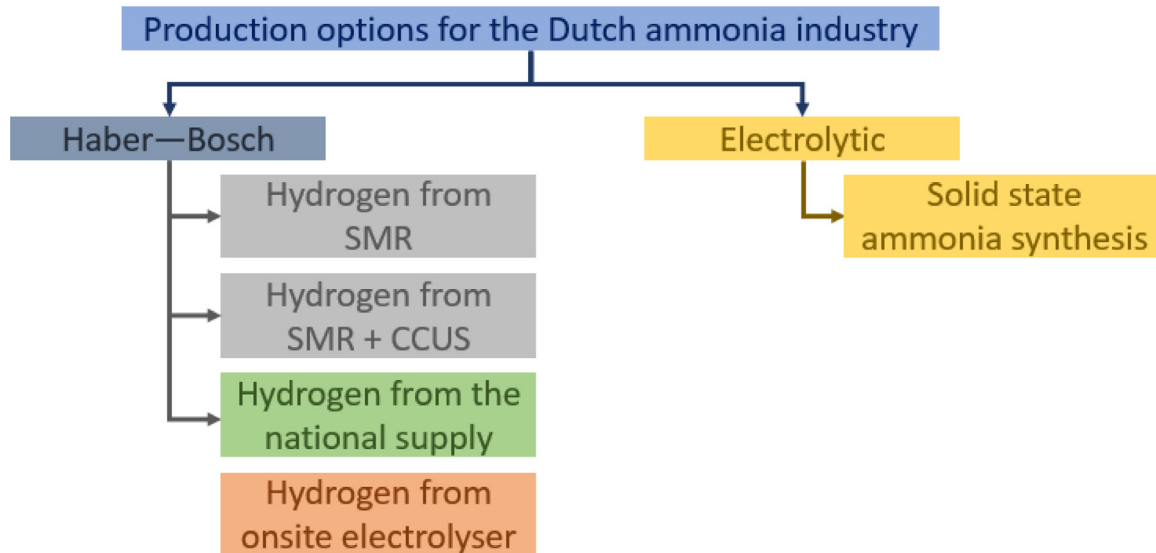 Production options for the Dutch ammonia industry
Haber—Bosch
Electrolytic
Hydrogen from
SMR
Solid state
ammonia synthesis
Hydrogen from
SMR + CCUS
Hydrogen from the
national supply
Hydrogen from
onsite electrolyser